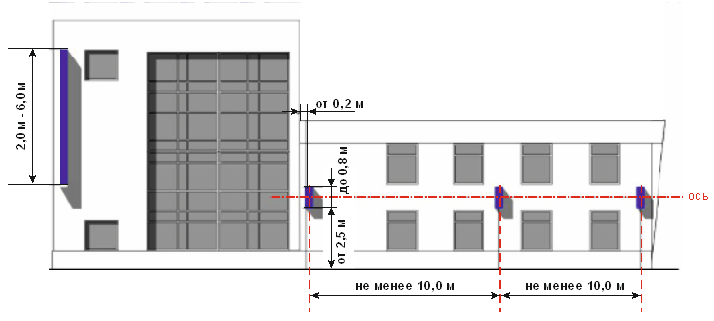 2,0 м - 6,0 м
от 0,2 м
до 0,8 м
от 2,5 м
ось
не менее 10,0 м
не менее 10,0 м